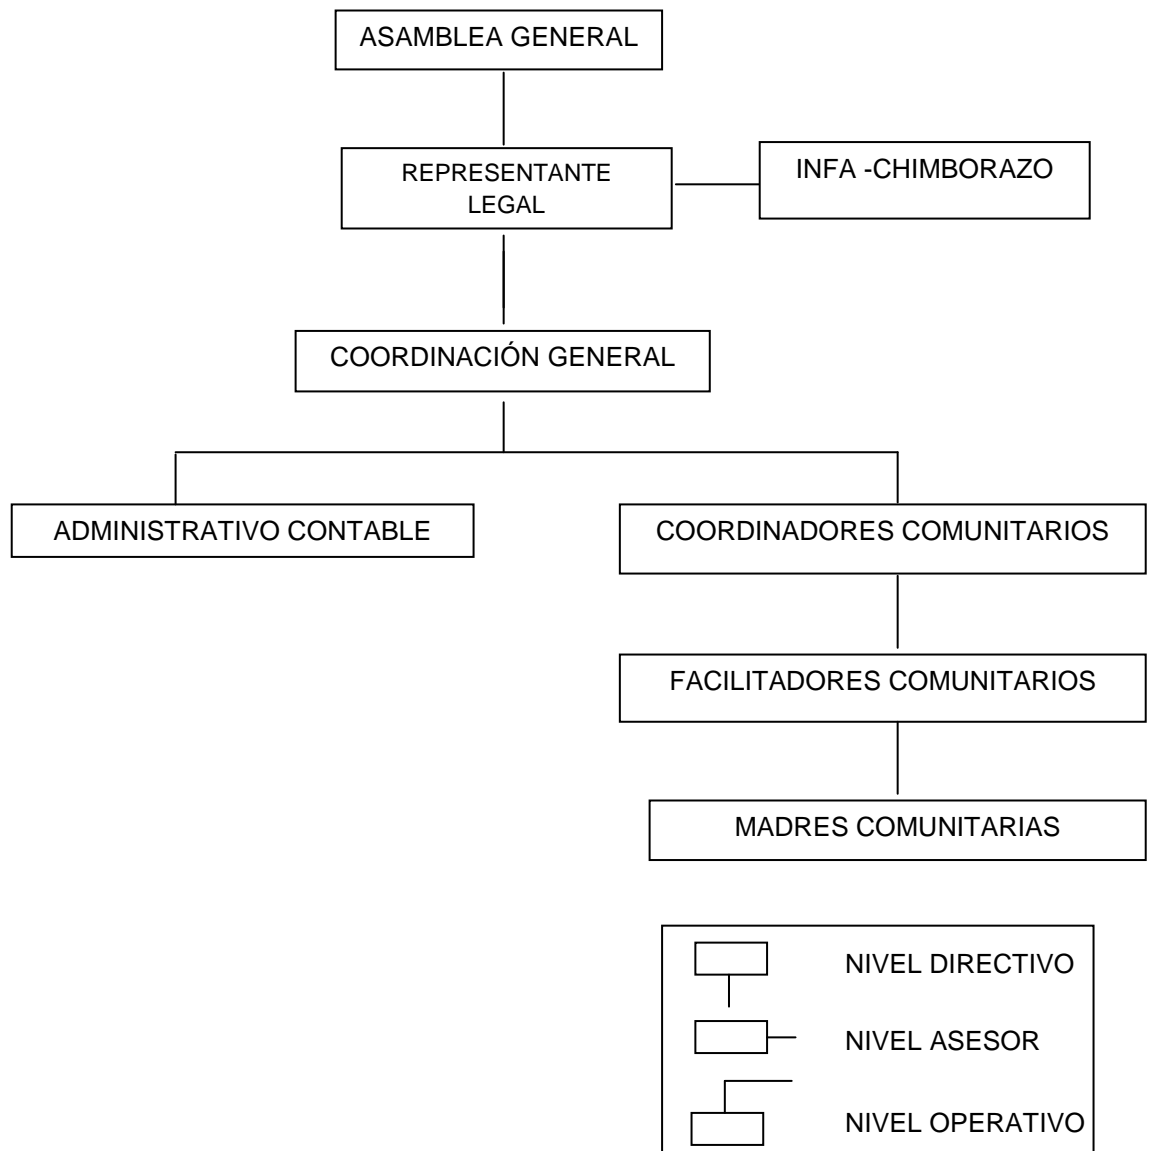 ASAMBLEA GENERAL
REPRESENTANTE
LEGAL
INFA -CHIMBORAZO
COORDINACIÓN GENERAL
ADMINISTRATIVO CONTABLE
COORDINADORES COMUNITARIOS
FACILITADORES COMUNITARIOS
MADRES COMUNITARIAS
NIVEL DIRECTIVO
NIVEL ASESOR
NIVEL OPERATIVO